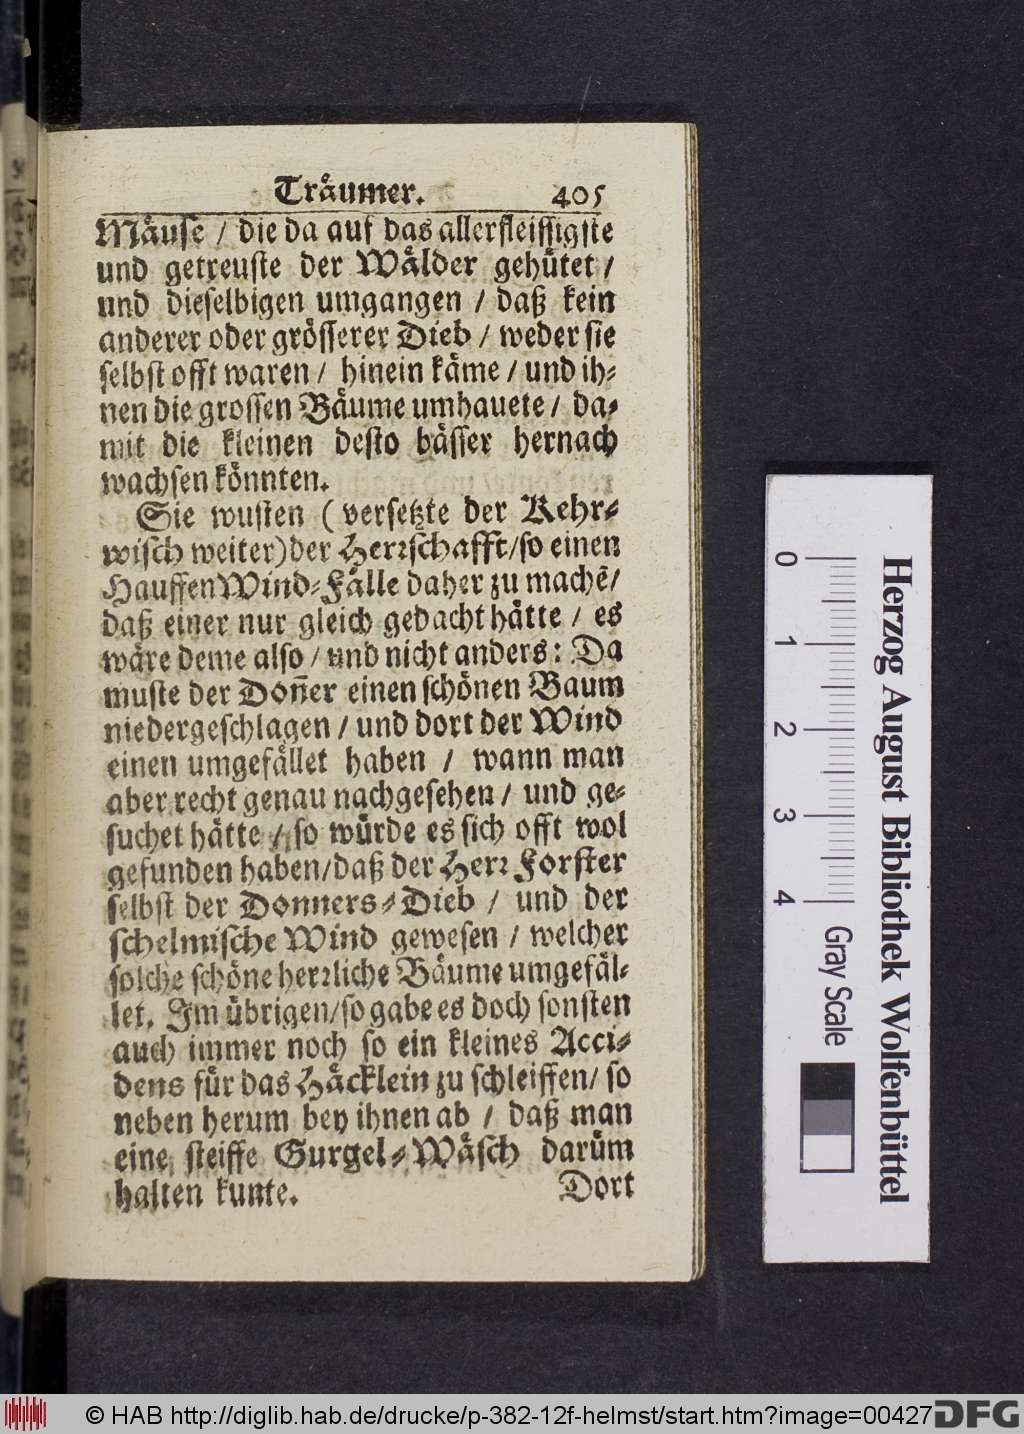 Träumer. 405
Mäuse / die da auf das allerfleissigste
und getreuste der Wälder gehütet /
und dieselbigen umgangen / daß kein
anderer oder grösserer Dieb / weder sie
selbst offt waren / hinein käme / und ih-
nen die grossen Bäume umhauete / da-
mit die kleinen desto bässer hernach
wachsen könnten.
Sie wusten ( versetzte der Kehr-
wisch weiter) der Herrschafft/so einen
Hauffen Wind-Fälle daher zu machē/
daß einer nur gleich gedacht hätte / es
wäre deme also / und nicht anders: Da
muste der Don̄er einen schönen Baum
niedergeschlagen / und dort der Wind
einen umgefället haben / wann man
aber recht genau nachgesehen / und ge-
suchet hätte / so würde es sich offt wol
gefunden haben/daß der Herr Forster
selbst der Donners-Dieb / und der
schelmische Wind gewesen / welcher
solche schöne herrliche Bäume umgefäl-
let. Im übrigen/so gabe es doch sonsten
auch immer noch so ein kleines Acci-
dens für das Häcklein zu schleiffen/ so
neben herum bey ihnen ab / daß man
eine steiffe Gurgel-Wäsch darüm
halten kunte. Dort
Herzog August Bibliothek Wolfenbüttel
0 1 2 3 4 Gray Scale
© HAB http://diglib.hab.de/drucke/p-382-12f-helmst/start.htm?image=00427
DFG